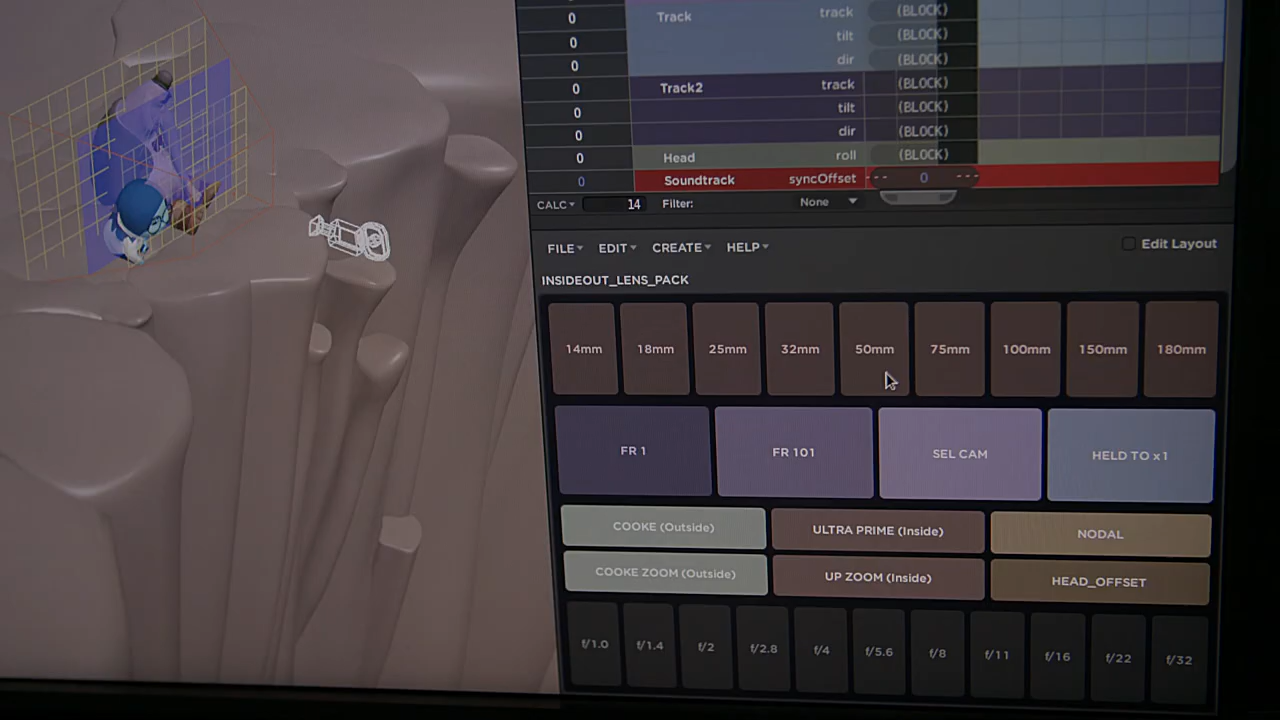 0 Track track (BLOCK)
0 tilt (BLOCK)
0 dir (BLOCK)
0 Track2 track (BLOCK)
0 tilt (BLOCK)
0 dir (BLOCK)
0 Head roll (BLOCK)
0 Soundtrack syncOffset --- 0 ---
CALC 14 Filter: None
FILE EDIT CREATE HELP Edit Layout
INSIDEOUT_LENS_PACK
14mm 18mm 25mm 32mm 50mm 75mm 100mm 150mm 180mm
FR 1 FR 101 SEL CAM HELD TO x1
COOKE (Outside) ULTRA PRIME (Inside) NODAL
COOKE ZOOM (Outside) UP ZOOM (Inside) HEAD_OFFSET
f/1.0 f/1.4 f/2 f/2.8 f/4 f/5.6 f/8 f/11 f/16 f/22 f/32